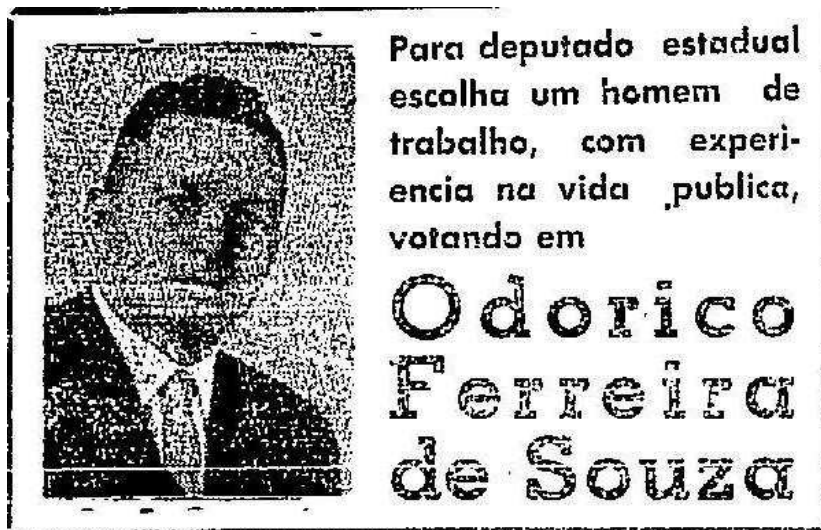 Para deputado estadual
escolha um homem de
trabalho, com experi-
encia na vida publica,
votando em
Odorico
Ferreira
de Souza